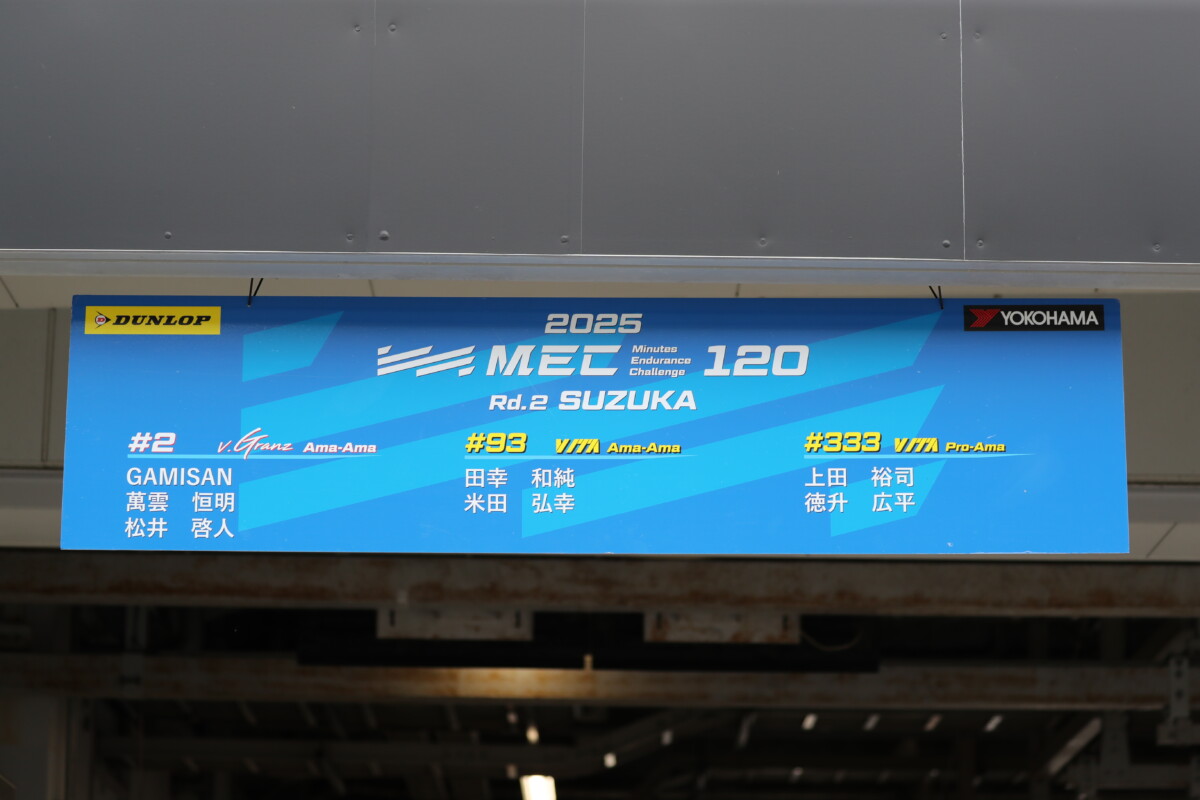 DUNLOP
YOKOHAMA
2025
MEC Minutes Endurance Challenge 120
Rd.2 SUZUKA
#2 v.Granz Ama-Ama
GAMISAN
萬雲 恒明
松井 啓人
#93 VITA Ama-Ama
田幸 和純
米田 弘幸
#333 VITA Pro-Ama
上田 裕司
徳升 広平